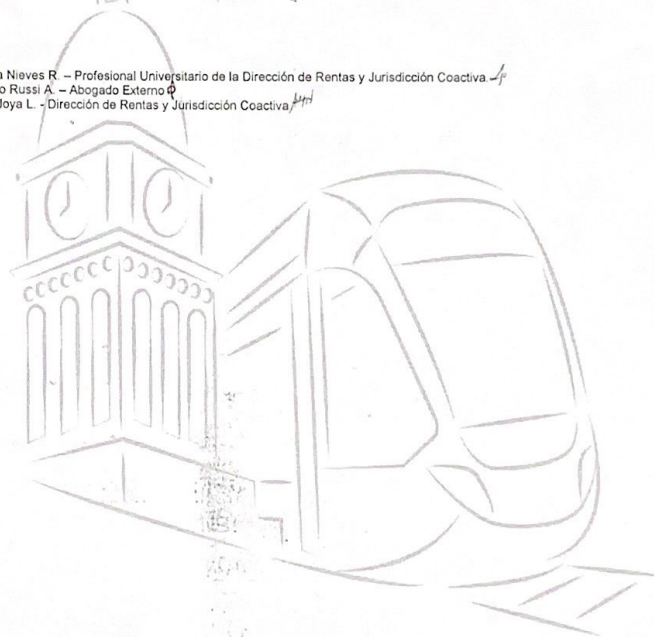 Nieves R. – Profesional Universitario de la Dirección de Rentas y Jurisdicción Coactiva.
o Russi A. – Abogado Externo
Joya L. - Dirección de Rentas y Jurisdicción Coactiva